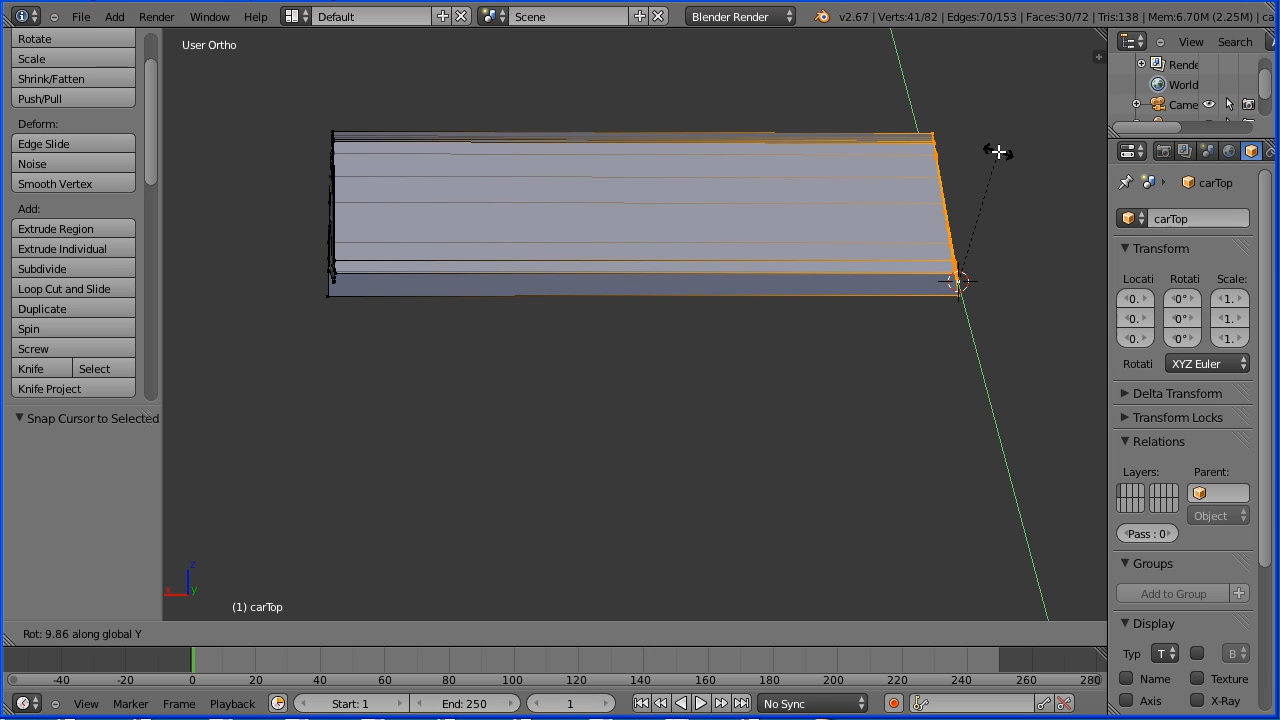 File Add Render Window Help Default Scene Blender Render v2.67 | Verts:41/82 | Edges:70/153 | Faces:30/72 | Tris:138 | Mem:6.70M (2.25M) | ca
Rotate
Scale
Shrink/Fatten
Push/Pull
Deform:
Edge Slide
Noise
Smooth Vertex
Add:
Extrude Region
Extrude Individual
Subdivide
Loop Cut and Slide
Duplicate
Spin
Screw
Knife Select
Knife Project
Snap Cursor to Selected
User Ortho
z
x y
(1) carTop
Rot: 9.86 along global Y
-40 -20 0 20 40 60 80 100 120 140 160 180 200 220 240 260 280
View Marker Frame Playback Start: 1 End: 250 1 No Sync
View Search
Rende
World
Came
carTop
carTop
Transform
Locati Rotati Scale:
0. 0° 1.
0. 0° 1.
0. 0° 1.
Rotati XYZ Euler
Delta Transform
Transform Locks
Relations
Layers: Parent:
Object
Pass : 0
Groups
Add to Group
Display
Typ T B
Name Texture
Axis X-Ray